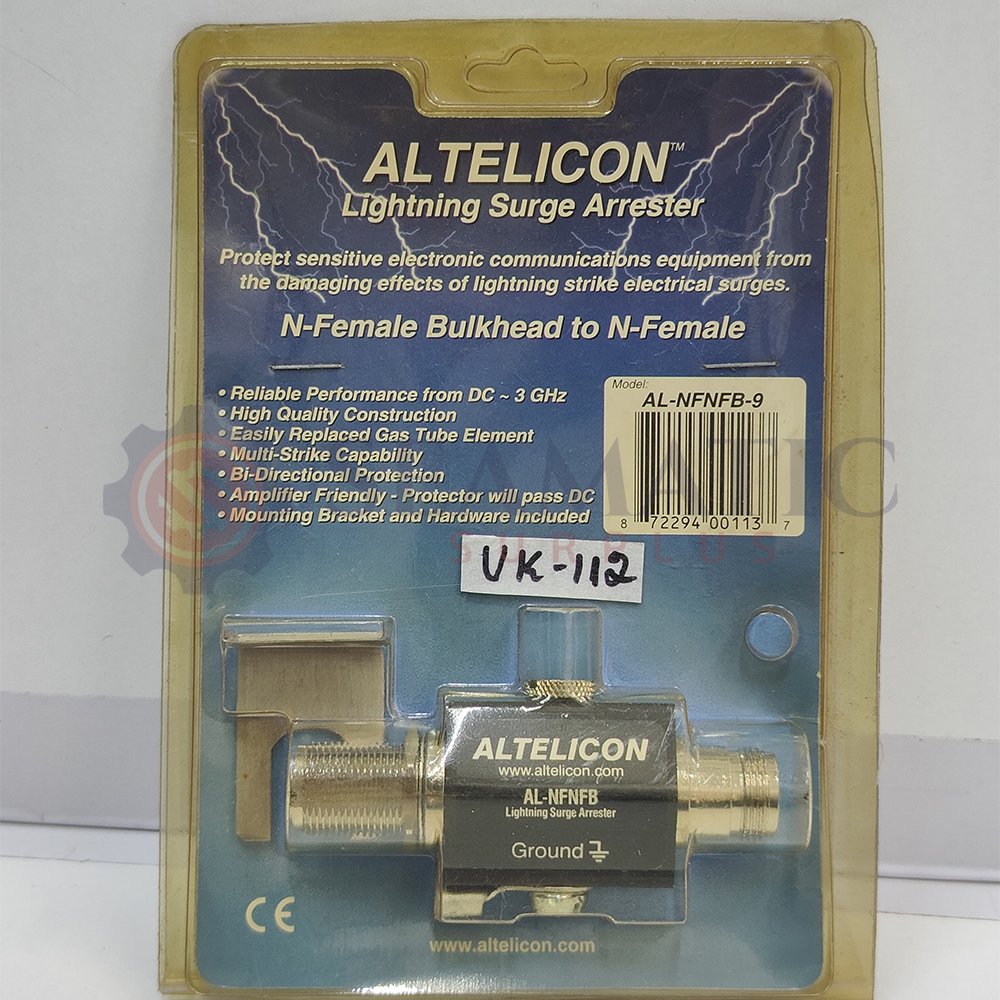 ALTELICON™
Lightning Surge Arrester
Protect sensitive electronic communications equipment from
the damaging effects of lightning strike electrical surges.
N-Female Bulkhead to N-Female
• Reliable Performance from DC ~ 3 GHz
• High Quality Construction
• Easily Replaced Gas Tube Element
• Multi-Strike Capability
• Bi-Directional Protection
• Amplifier Friendly - Protector will pass DC
• Mounting Bracket and Hardware Included
Model:
AL-NFNFB-9
8 72294 00113 7
SURPLUS
VK-112
ALTELICON
www.altelicon.com
AL-NFNFB
Lightning Surge Arrester
Ground
CE
www.altelicon.com